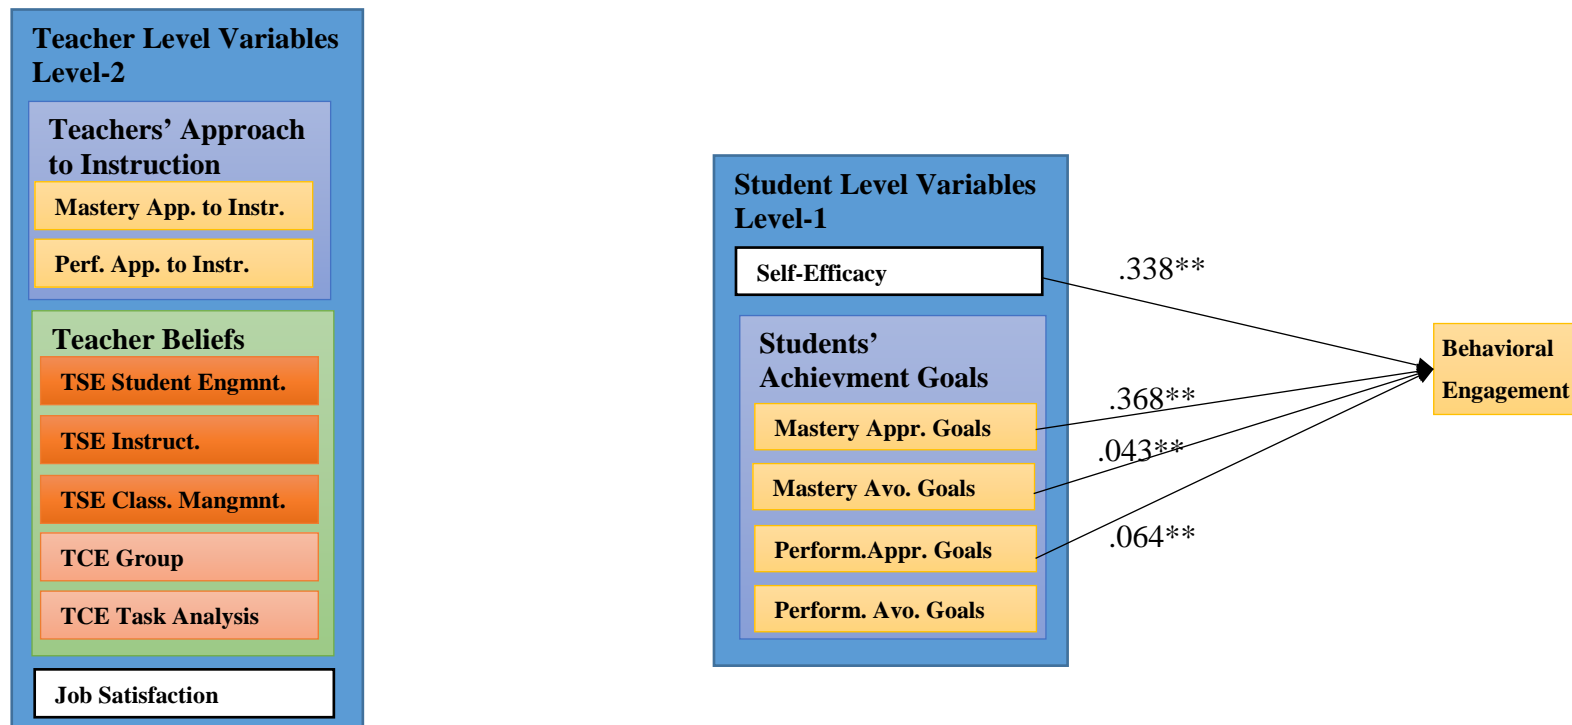 Teacher Level Variables
Level-2
Teachers’ Approach
to Instruction
Mastery App. to Instr.
Perf. App. to Instr.
Teacher Beliefs
TSE Student Engmnt.
TSE Instruct.
TSE Class. Mangmnt.
TCE Group
TCE Task Analysis
Job Satisfaction
Student Level Variables
Level-1
Self-Efficacy
Students’
Achievment Goals
Mastery Appr. Goals
Mastery Avo. Goals
Perform.Appr. Goals
Perform. Avo. Goals
.338**
.368**
.043**
.064**
Behavioral
Engagement